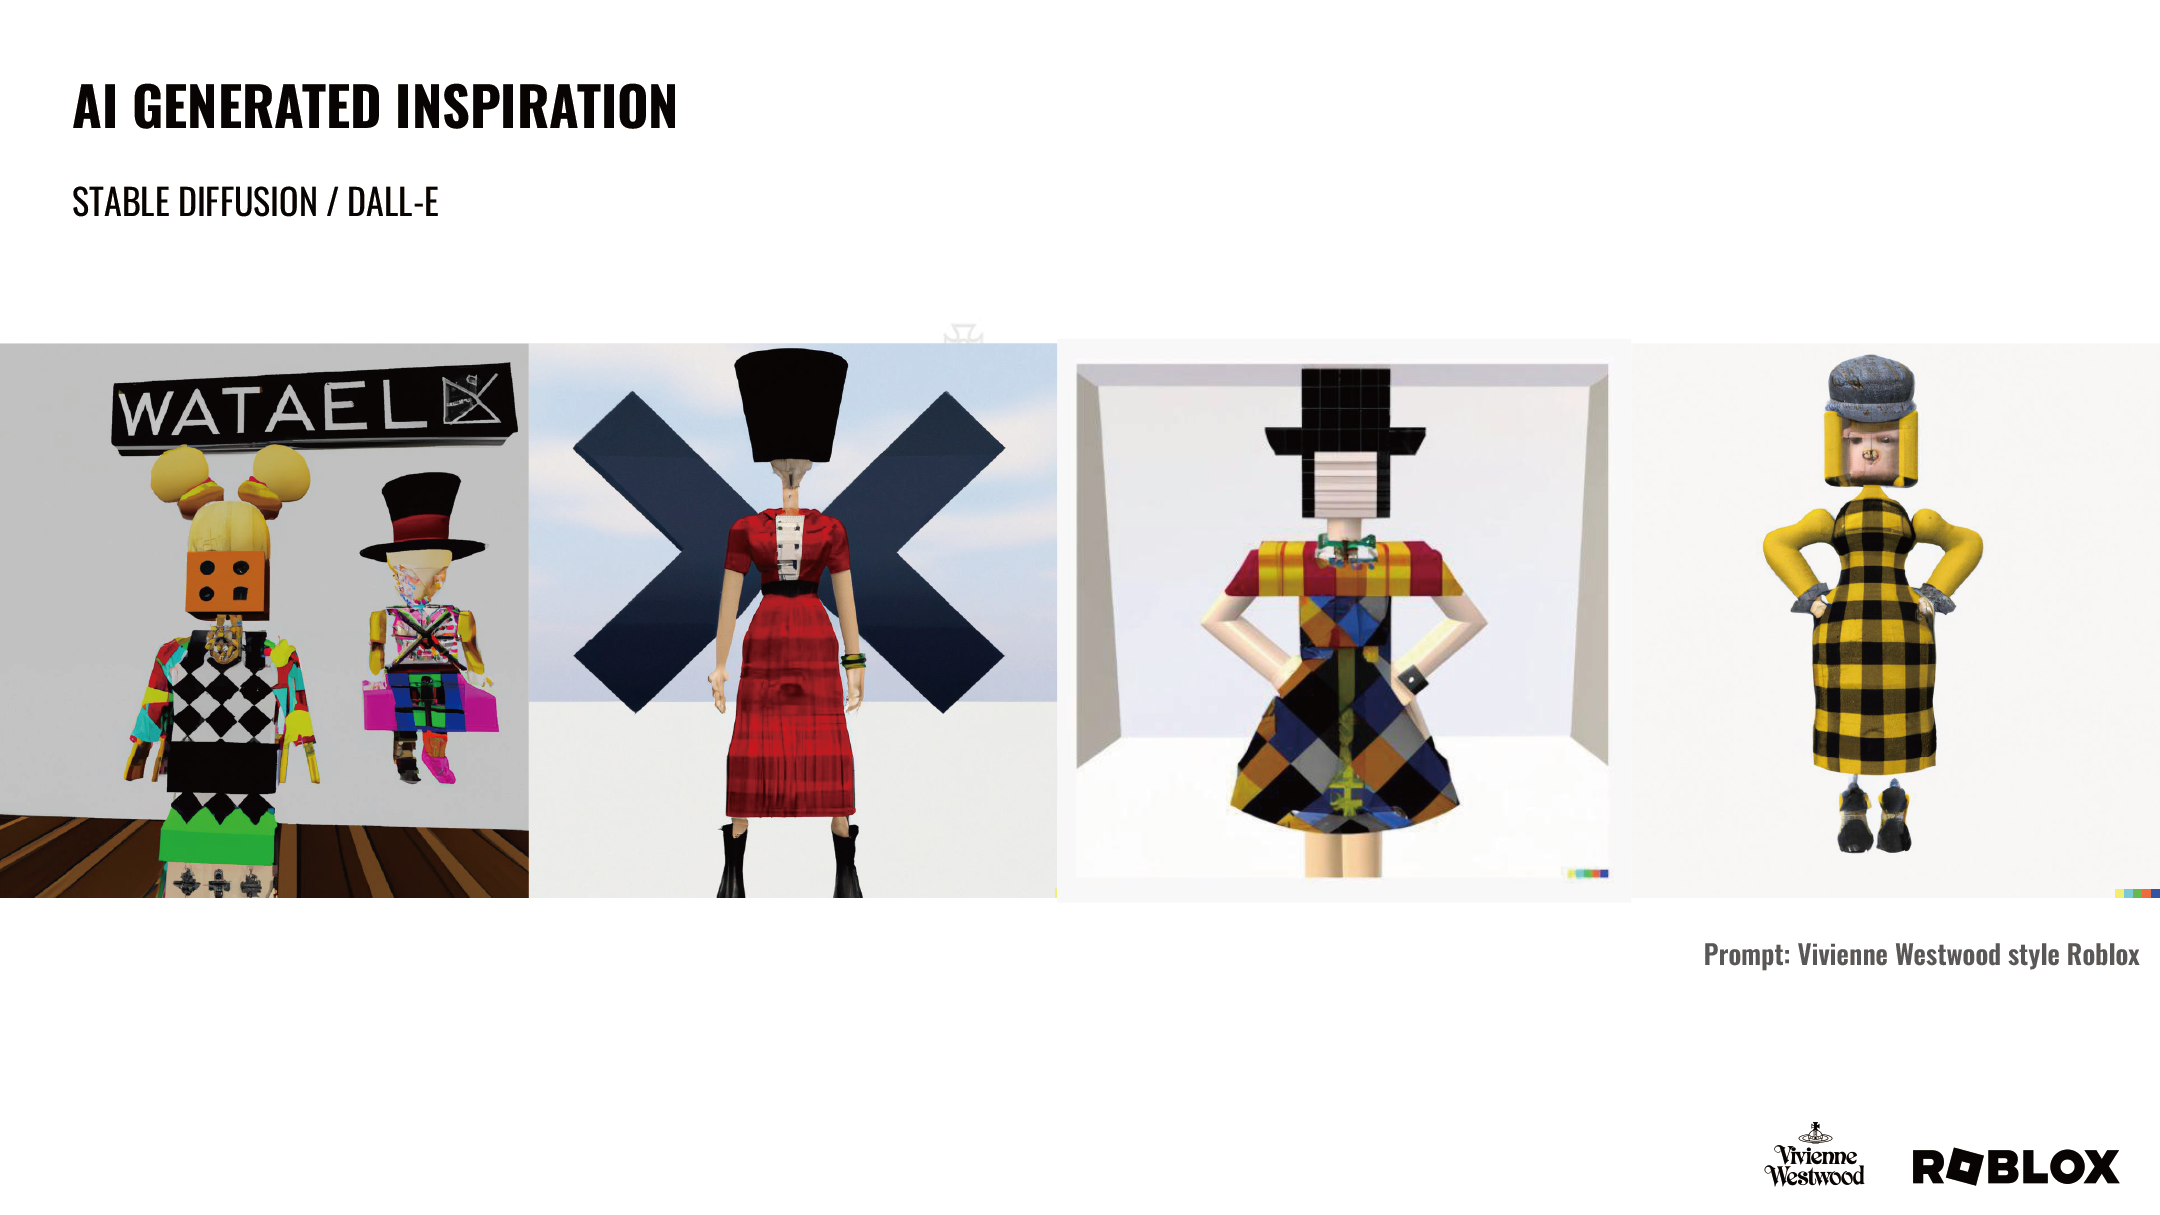 AI GENERATED INSPIRATION
STABLE DIFFUSION / DALL-E
WATAEL
Prompt: Vivienne Westwood style Roblox
Vivienne
Westwood
ROBLOX